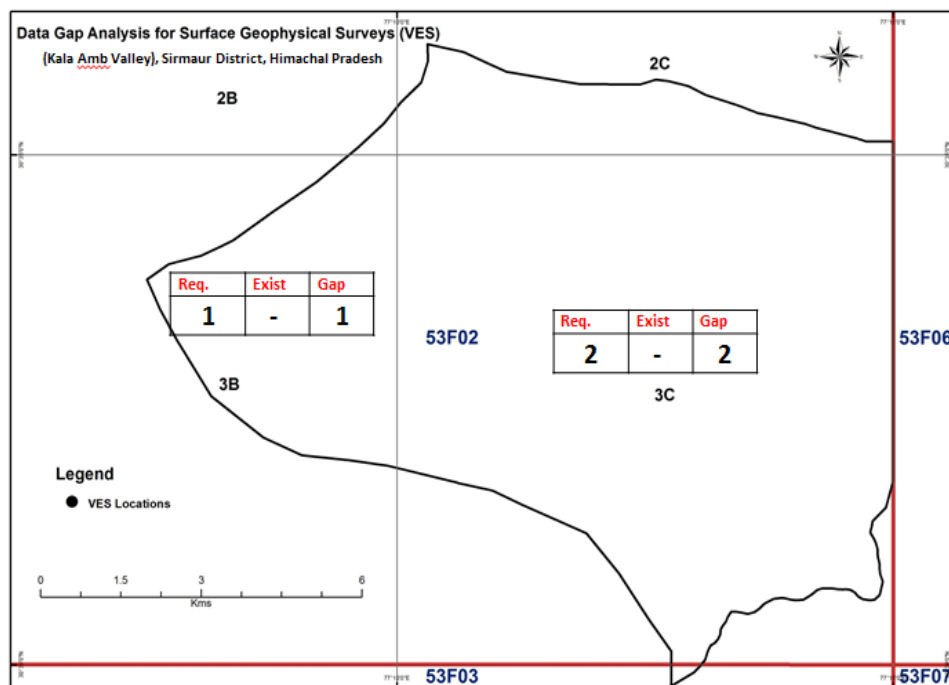 Data Gap Analysis for Surface Geophysical Surveys (VES)
(Kala Amb Valley), Sirmaur District, Himachal Pradesh
2B
2C
Req. Exist Gap
1 - 1
53F02
Req. Exist Gap
2 - 2
53F06
3B
3C
Legend
VES Locations
0 1.5 3 6
Kms
53F03
53F07